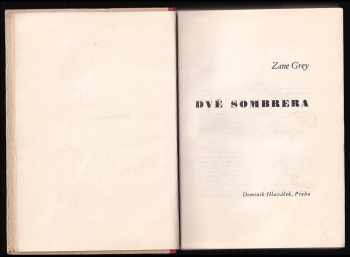 Zane Grey
DVĚ SOMBRERA
Dominik Hlaváček, Praha